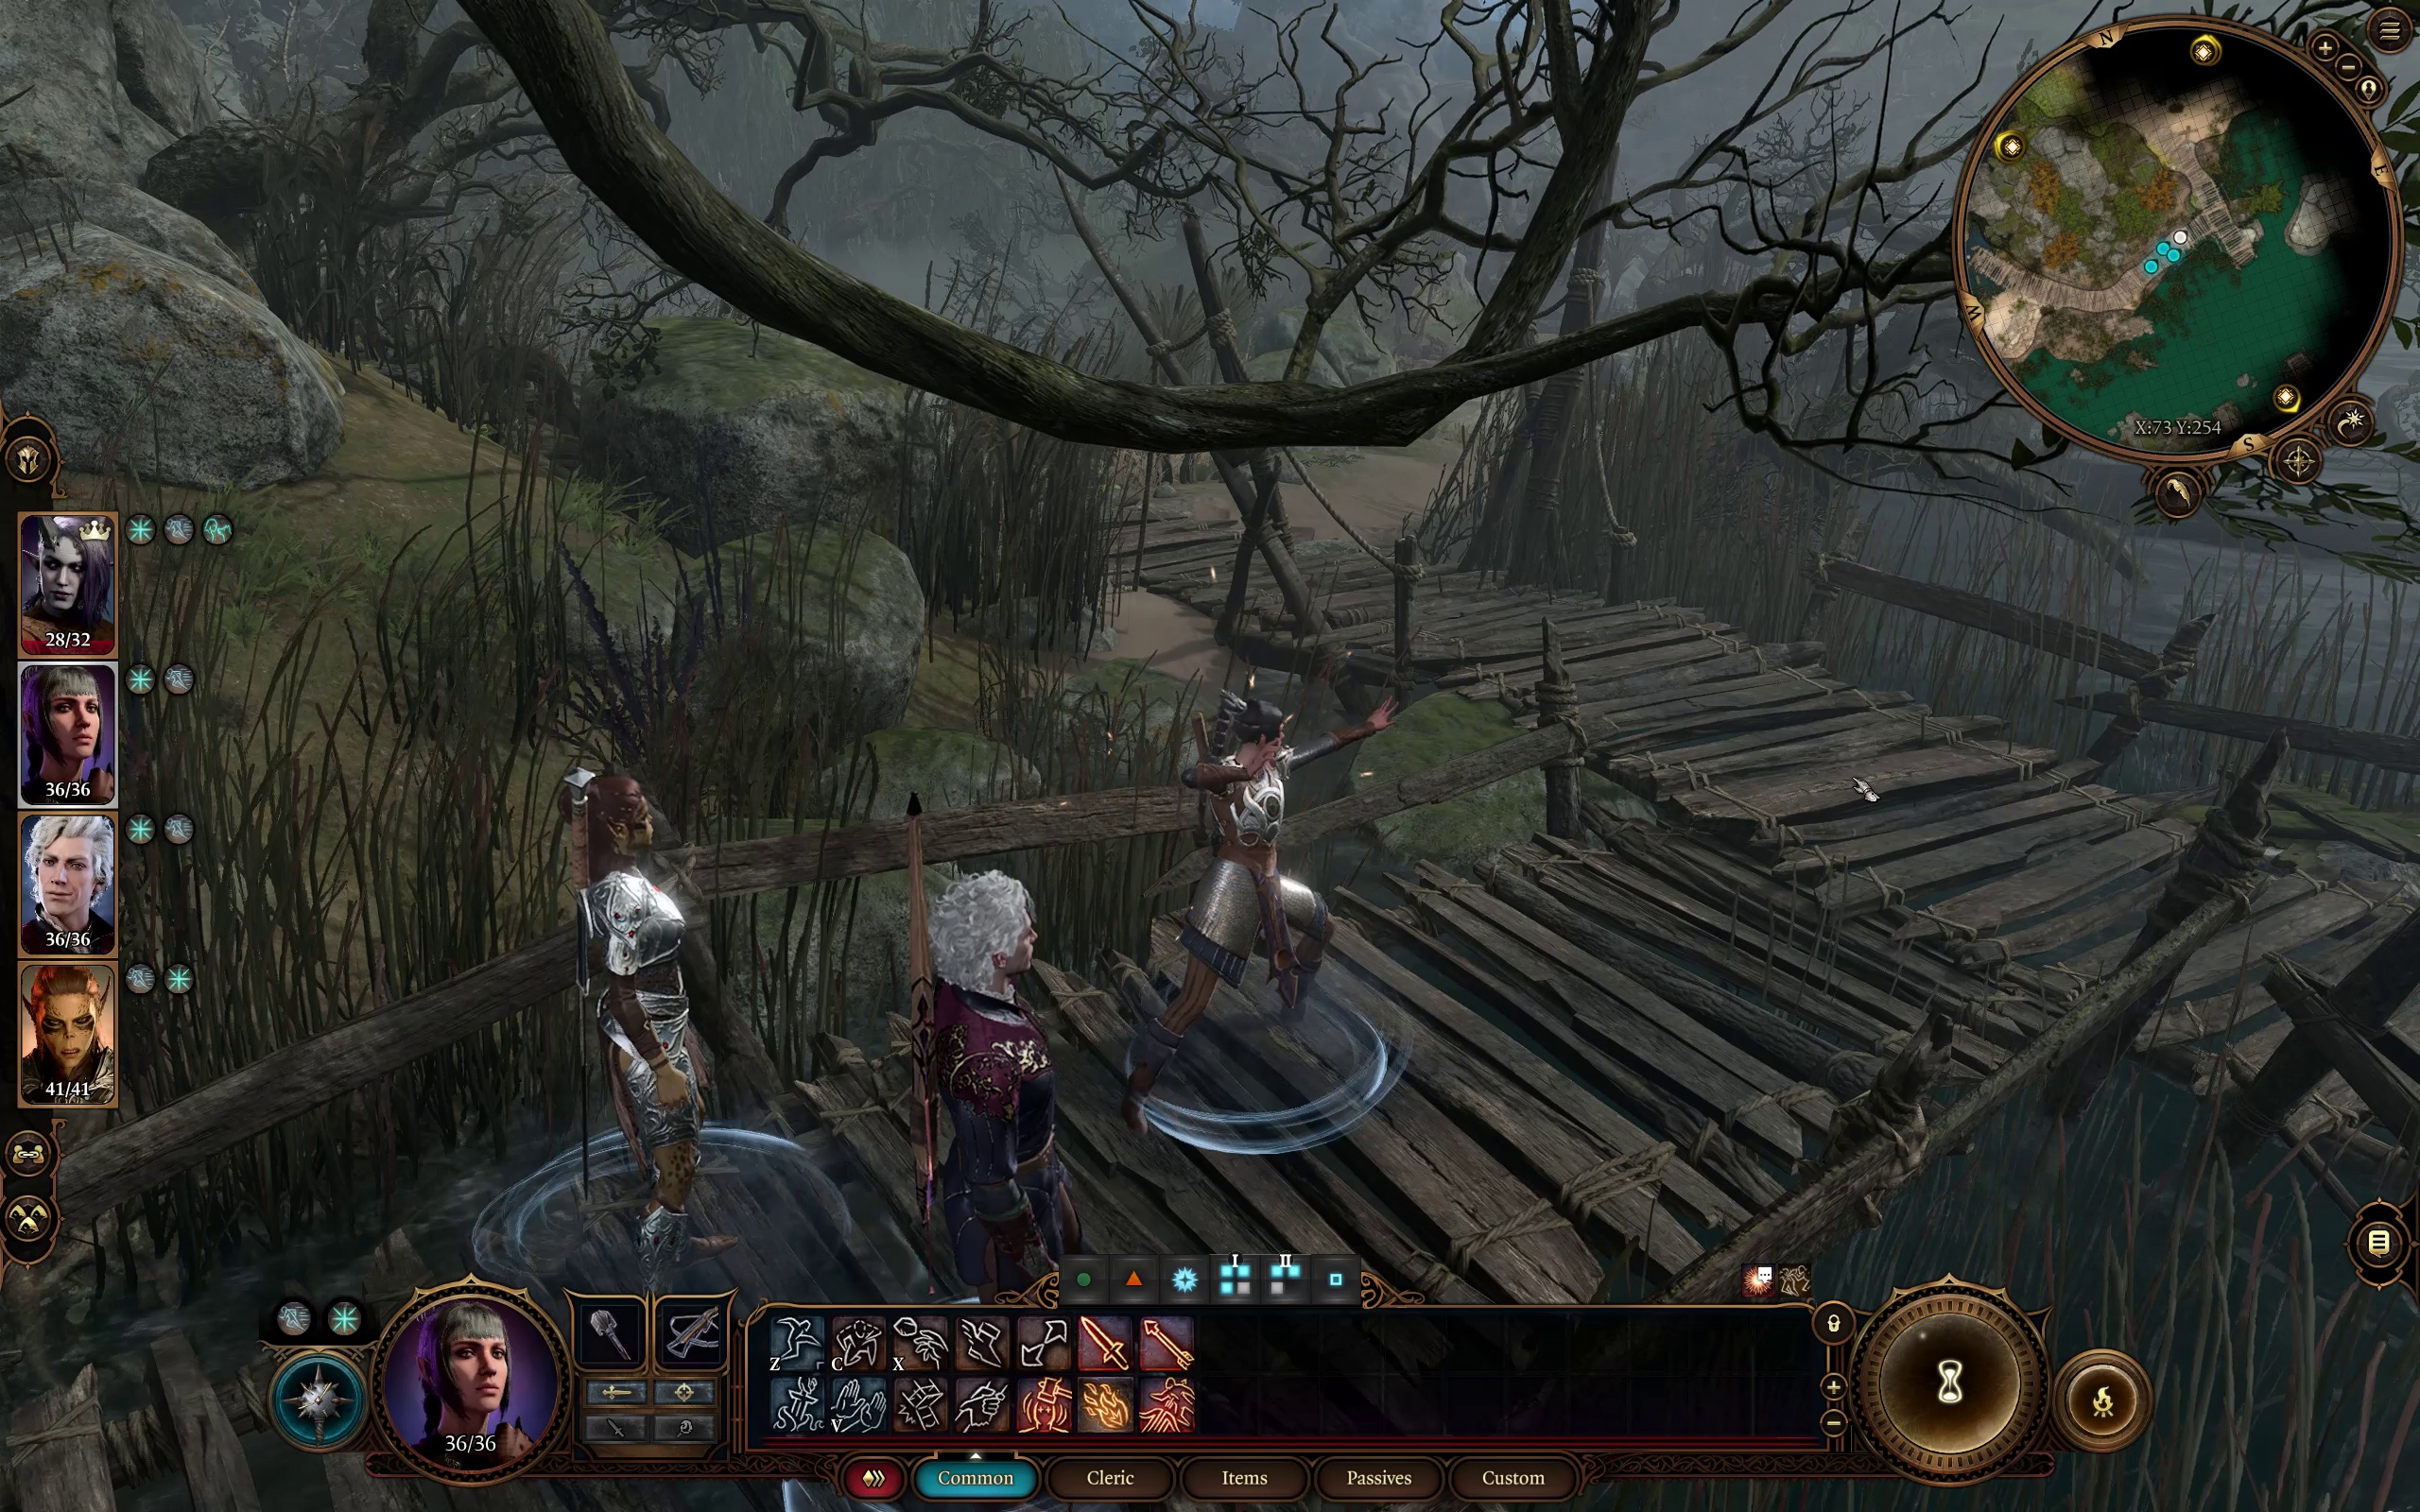 N
E
W
S
X:73 Y:254
28/32
36/36
36/36
41/41
I II
Z C X
V
36/36
Common Cleric Items Passives Custom